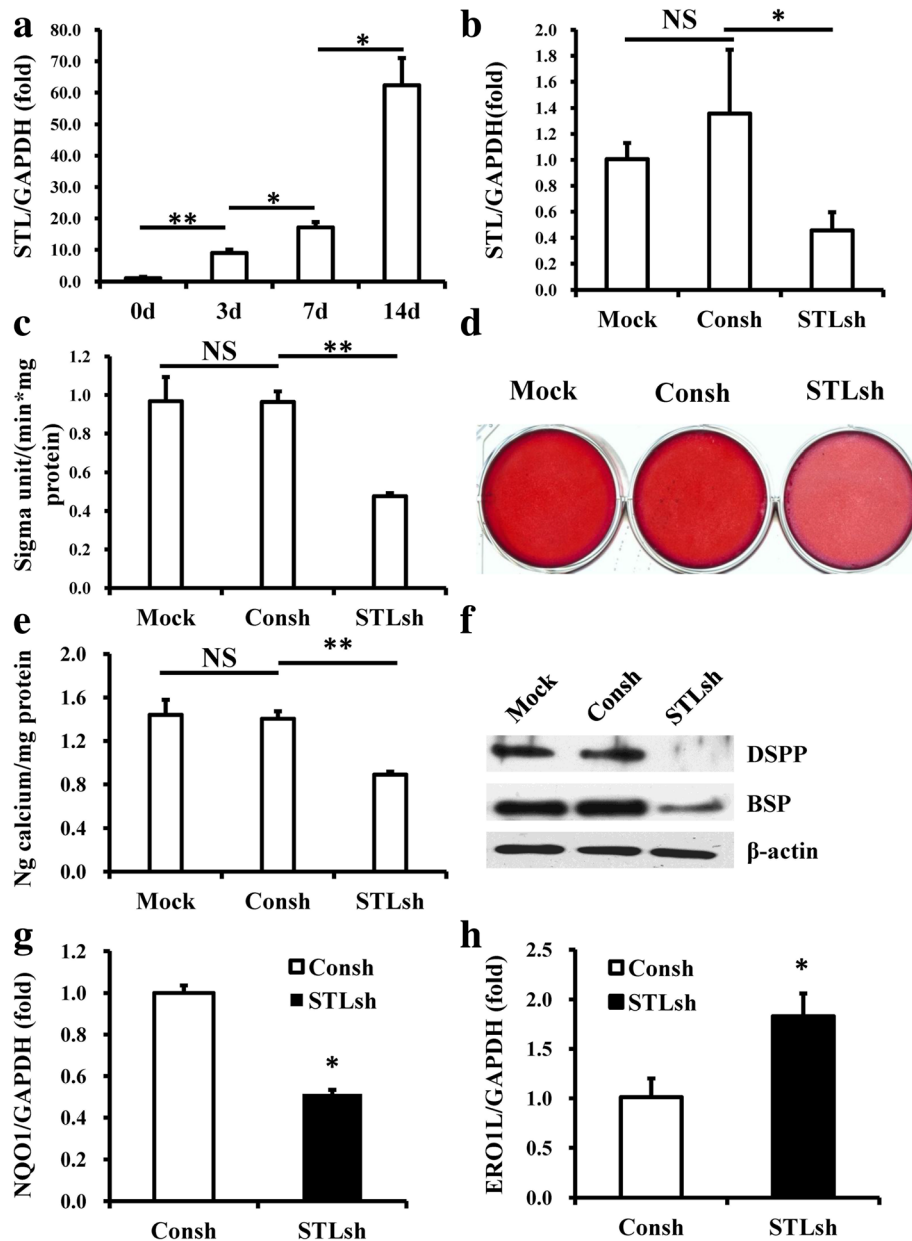 a
STL/GAPDH (fold)
80.0
70.0
60.0
50.0
40.0
30.0
20.0
10.0
0.0
**
*
*
0d 3d 7d 14d
b
STL/GAPDH(fold)
2.0
1.8
1.6
1.4
1.2
1.0
0.8
0.6
0.4
0.2
0.0
NS *
Mock Consh STLsh
c
Sigma unit/(min*mg
protein)
1.2
1.0
0.8
0.6
0.4
0.2
0.0
NS **
Mock Consh STLsh
d
Mock Consh STLsh
e
Ng calcium/mg protein
2.0
1.6
1.2
0.8
0.4
0.0
NS **
Mock Consh STLsh
f
Mock Consh STLsh
DSPP
BSP
β-actin
g
NQO1/GAPDH (fold)
1.2
1.0
0.8
0.6
0.4
0.2
0.0
Consh
STLsh
*
Consh STLsh
h
ERO1L/GAPDH (fold)
2.5
2.0
1.5
1.0
0.5
0.0
Consh
STLsh
*
Consh STLsh